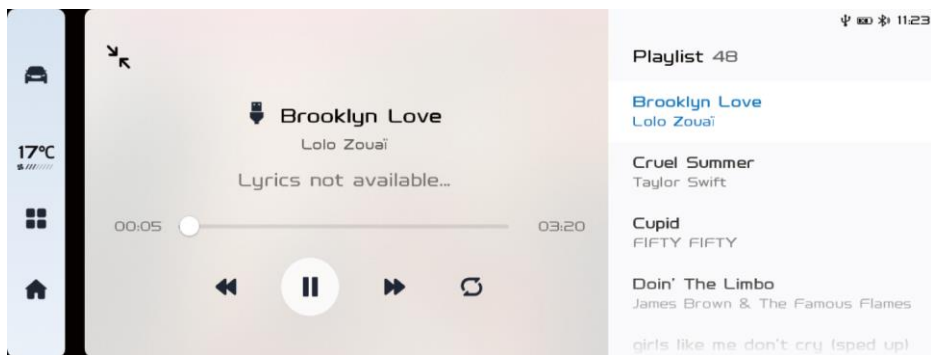 11:23
17°C
Brooklyn Love
Lolo Zouaï
Lyrics not available...
00:05
03:20
Playlist 48
Brooklyn Love
Lolo Zouaï
Cruel Summer
Taylor Swift
Cupid
FIFTY FIFTY
Doin' The Limbo
James Brown & The Famous Flames
girls like me don't cry (sped up)